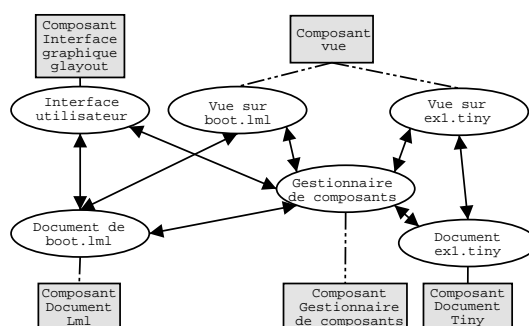 Composant
Interface
graphique
glayout
Composant
vue
Interface
utilisateur
Vue sur
boot.lml
Vue sur
ex1.tiny
Gestionnaire
de composants
Document de
boot.lml
Document
ex1.tiny
Composant
Document
Lml
Composant
Gestionnaire
de composants
Composant
Document
Tiny